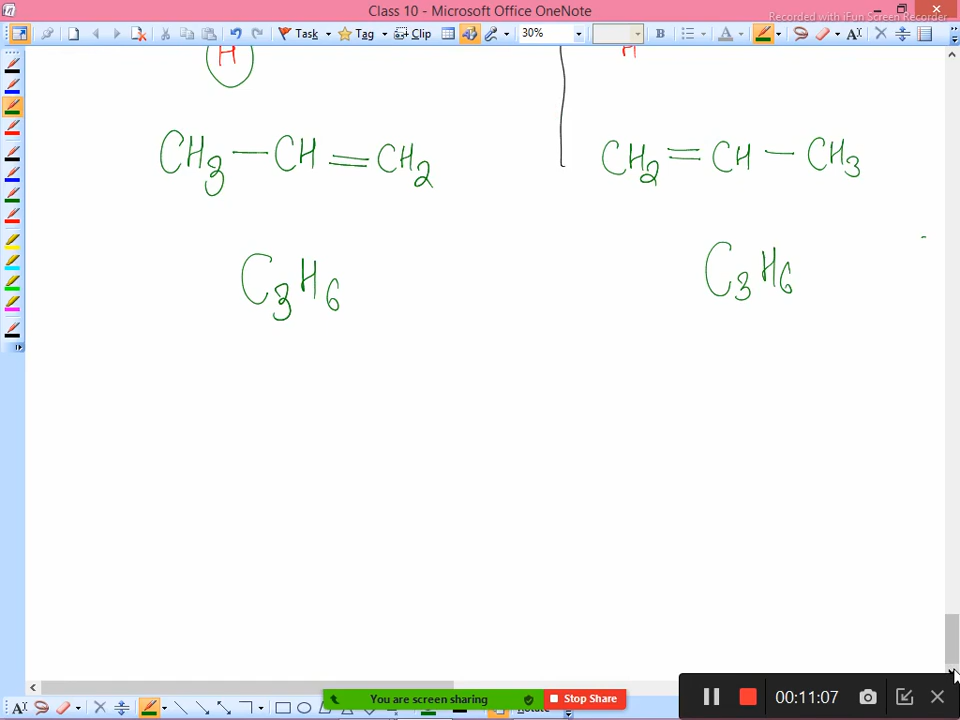 Class 10 - Microsoft Office OneNote
Recorded with iFun Screen Recorder
Task Tag Clip 30% B A
H H
CH3 — CH = CH2 CH2 = CH — CH3
C3H6 C3H6
You are screen sharing Stop Share
00:11:07